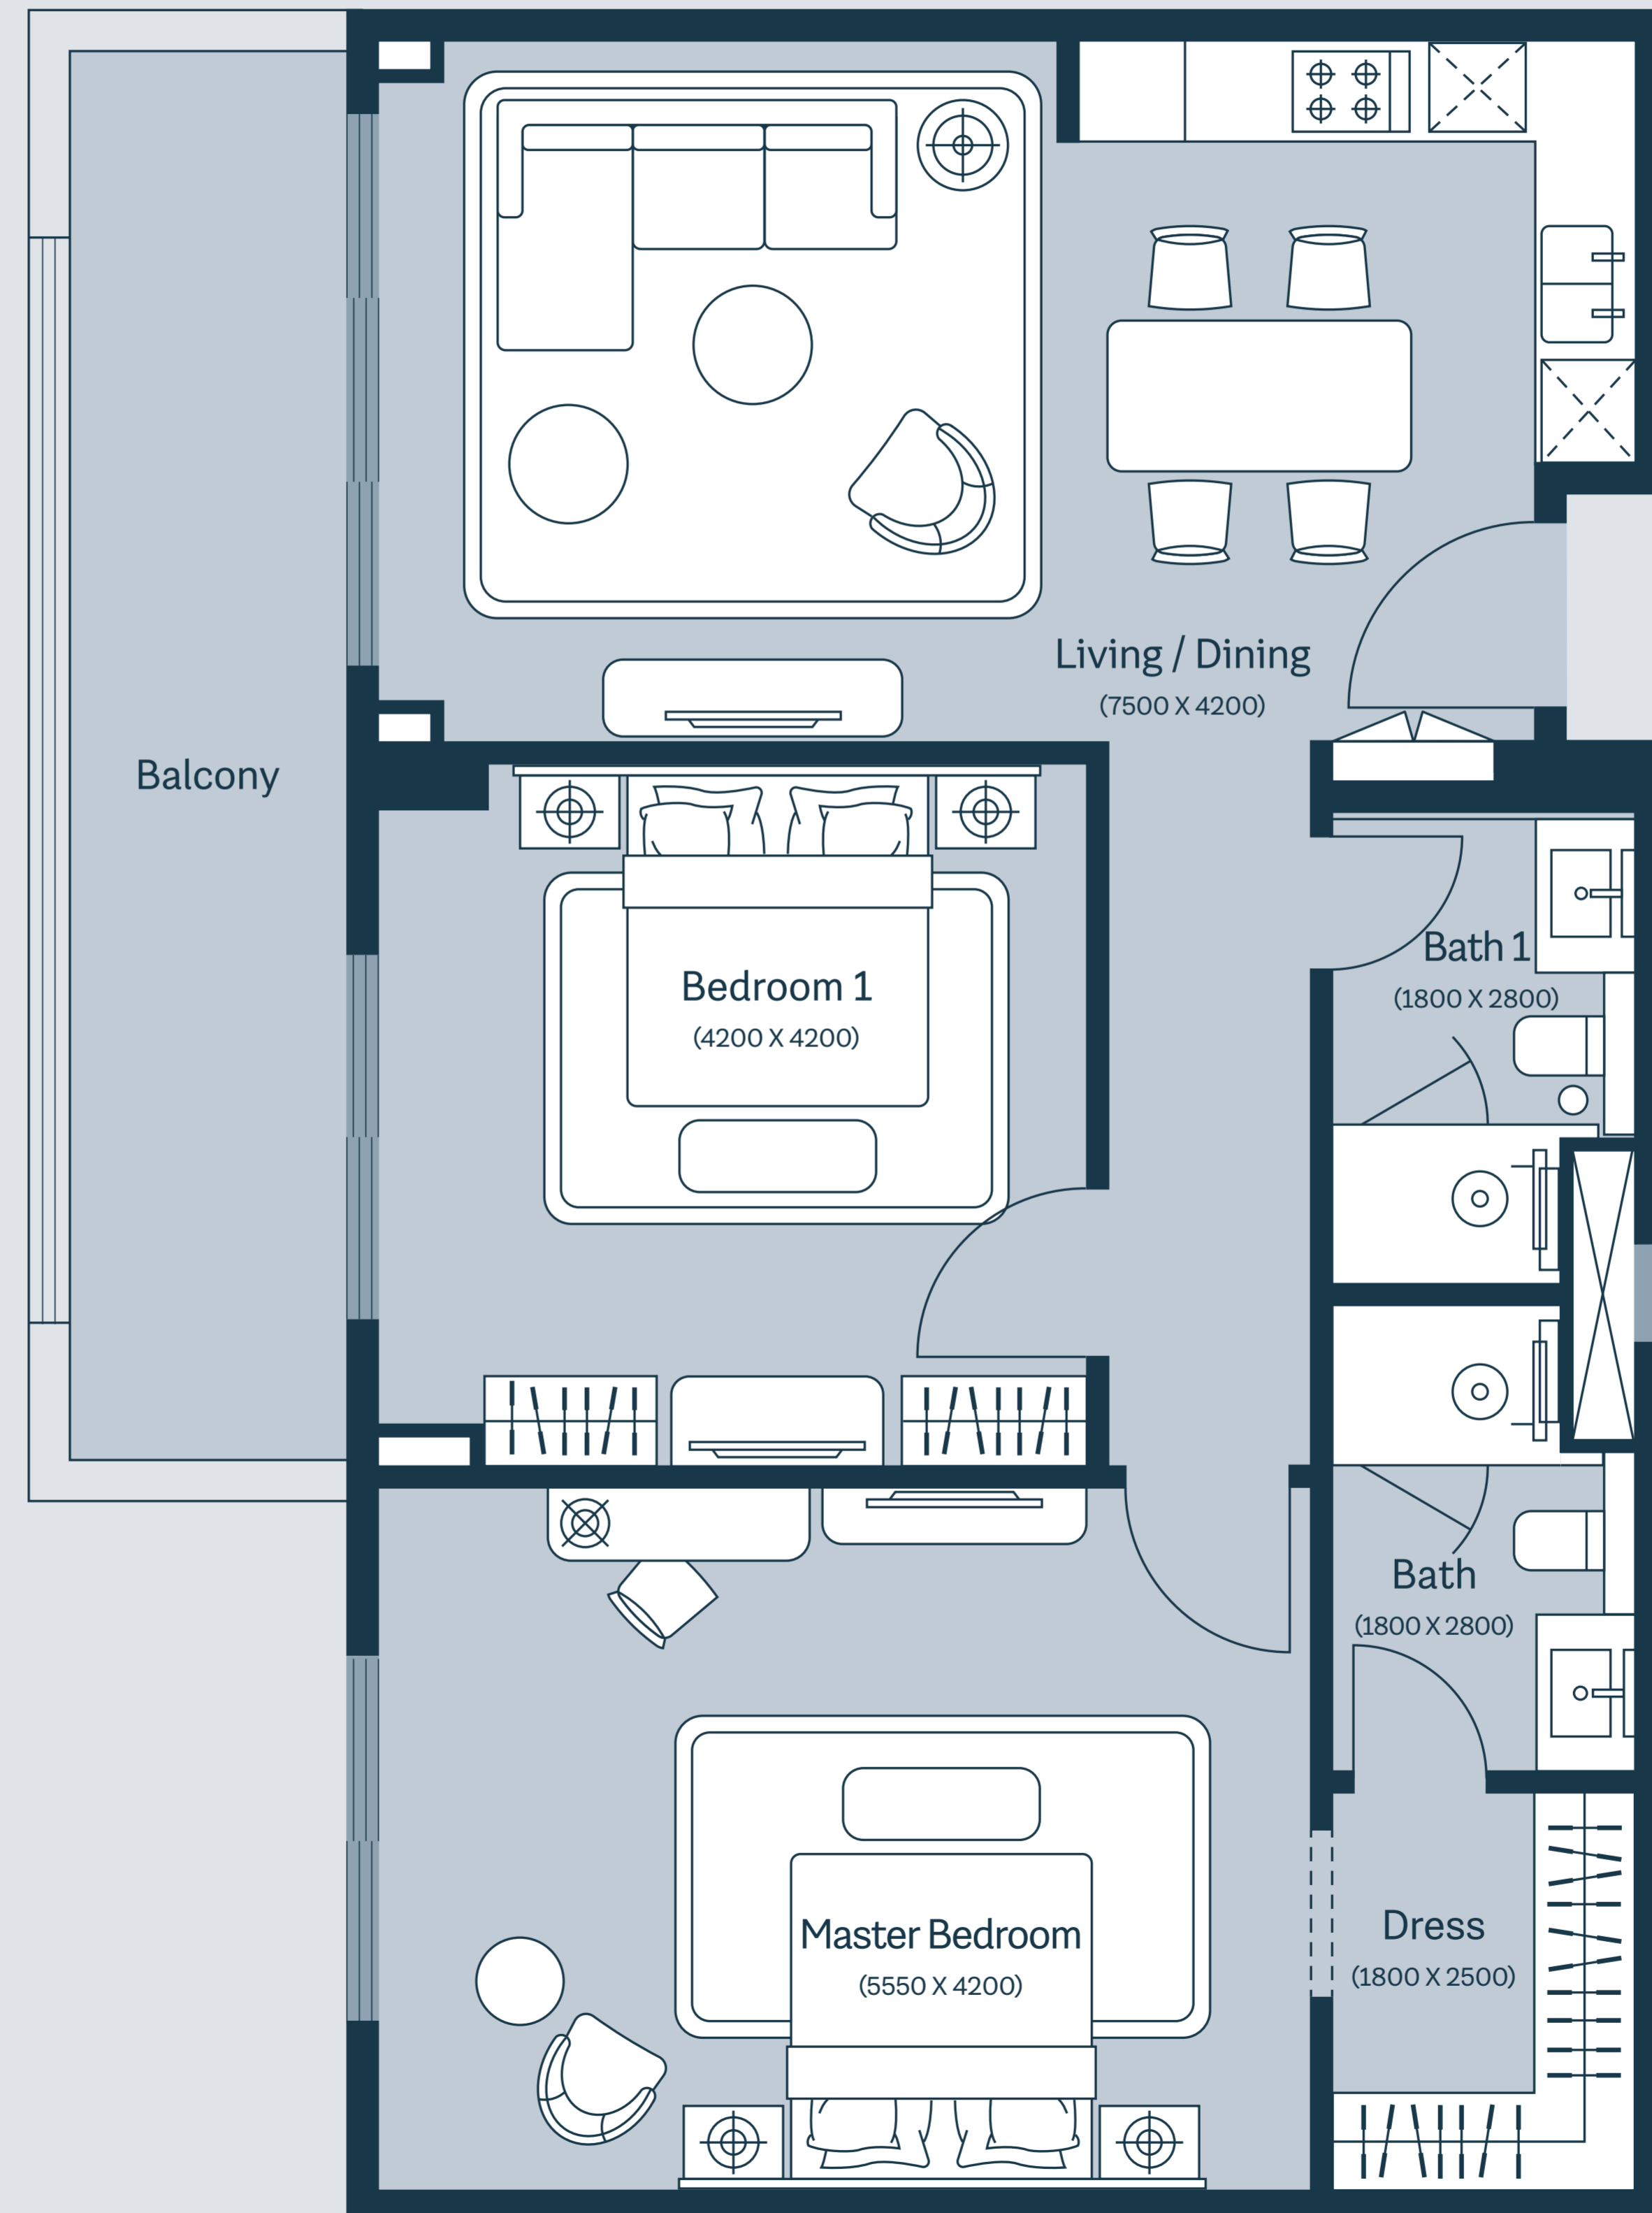 Living / Dining
(7500 X 4200)
Balcony
Bedroom 1
(4200 X 4200)
Bath 1
(1800 X 2800)
Bath
(1800 X 2800)
Master Bedroom
(5550 X 4200)
Dress
(1800 X 2500)